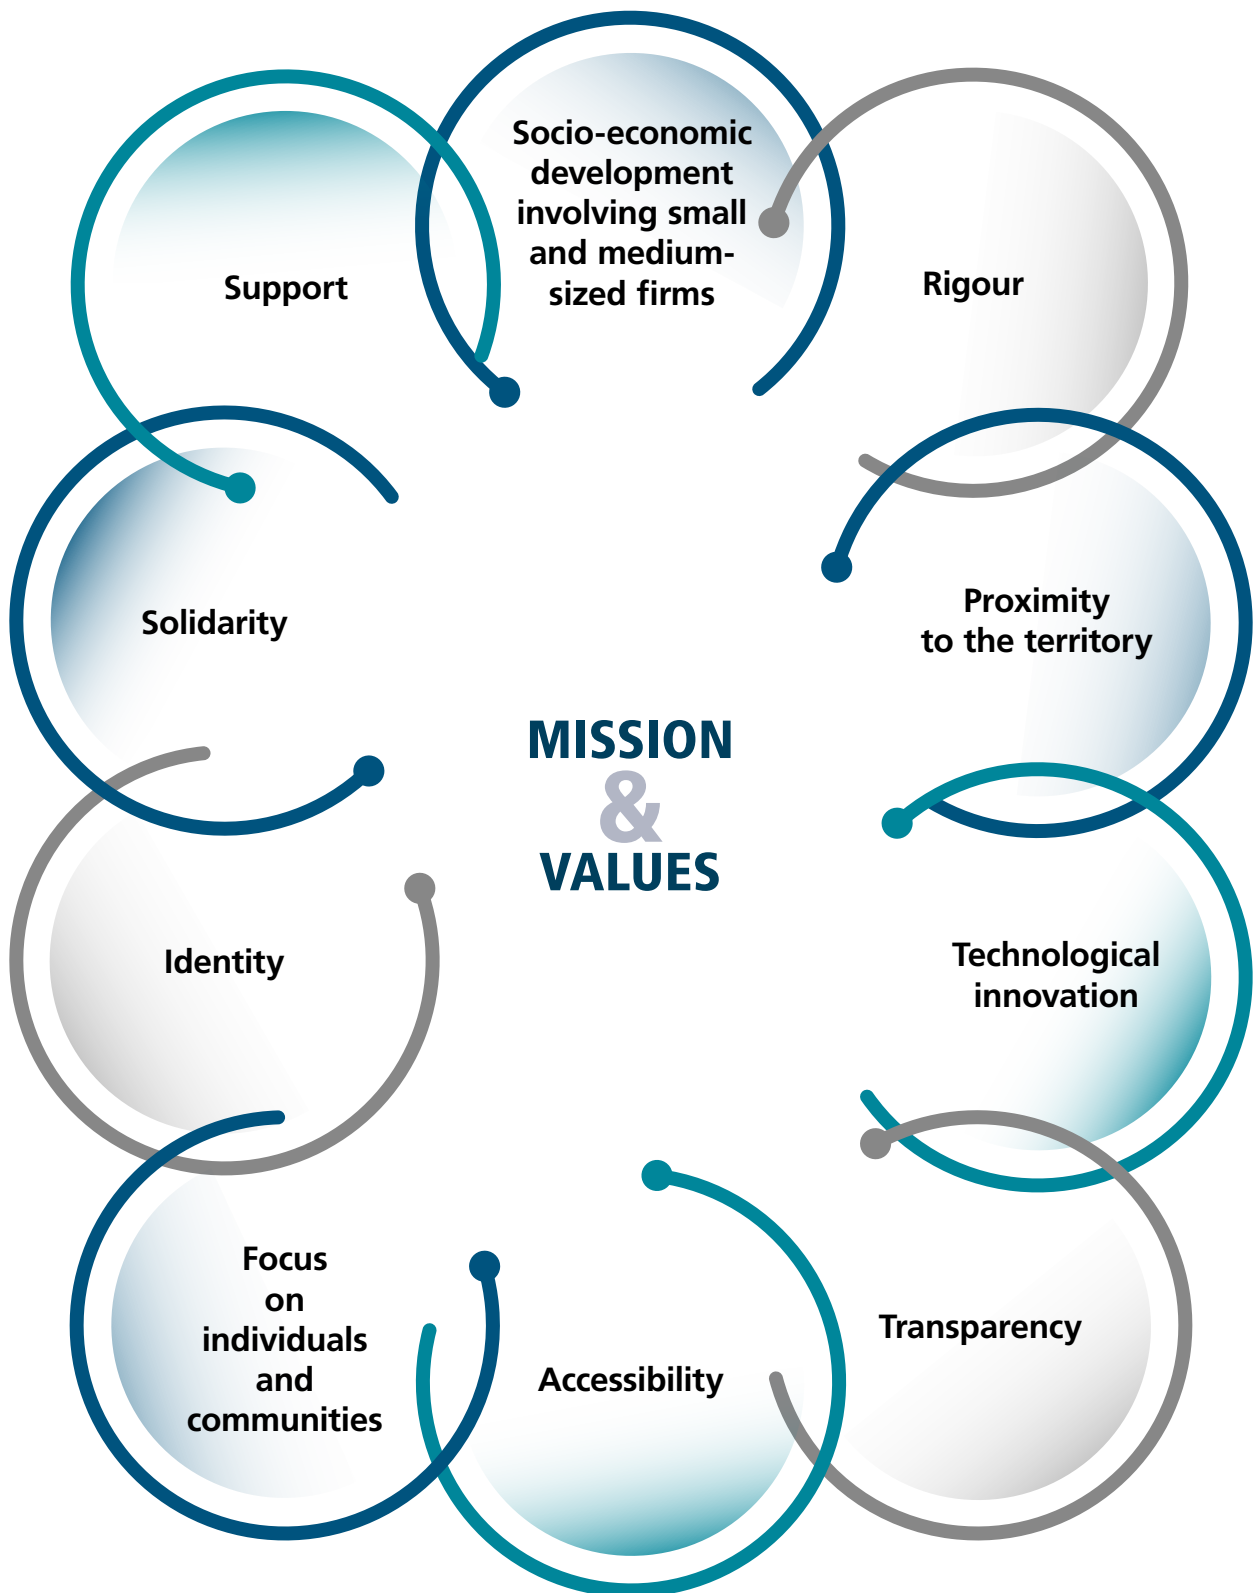 Socio-economic
development
involving small
and medium-
sized firms
Support
Rigour
Proximity
to the territory
Solidarity
MISSION
&
VALUES
Technological
innovation
Identity
Focus
on
individuals
and
communities
Accessibility
Transparency